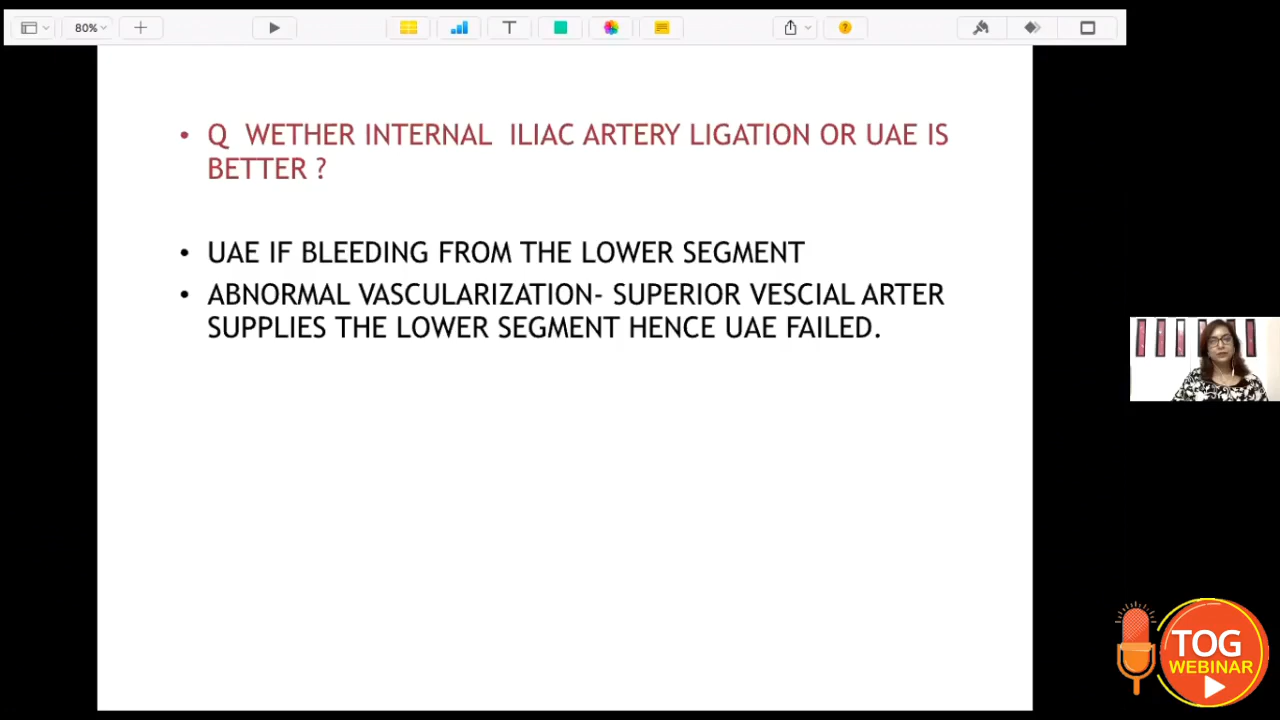 80%
• Q WETHER INTERNAL ILIAC ARTERY LIGATION OR UAE IS
BETTER ?
• UAE IF BLEEDING FROM THE LOWER SEGMENT
• ABNORMAL VASCULARIZATION- SUPERIOR VESCIAL ARTER
SUPPLIES THE LOWER SEGMENT HENCE UAE FAILED.
TOG
WEBINAR